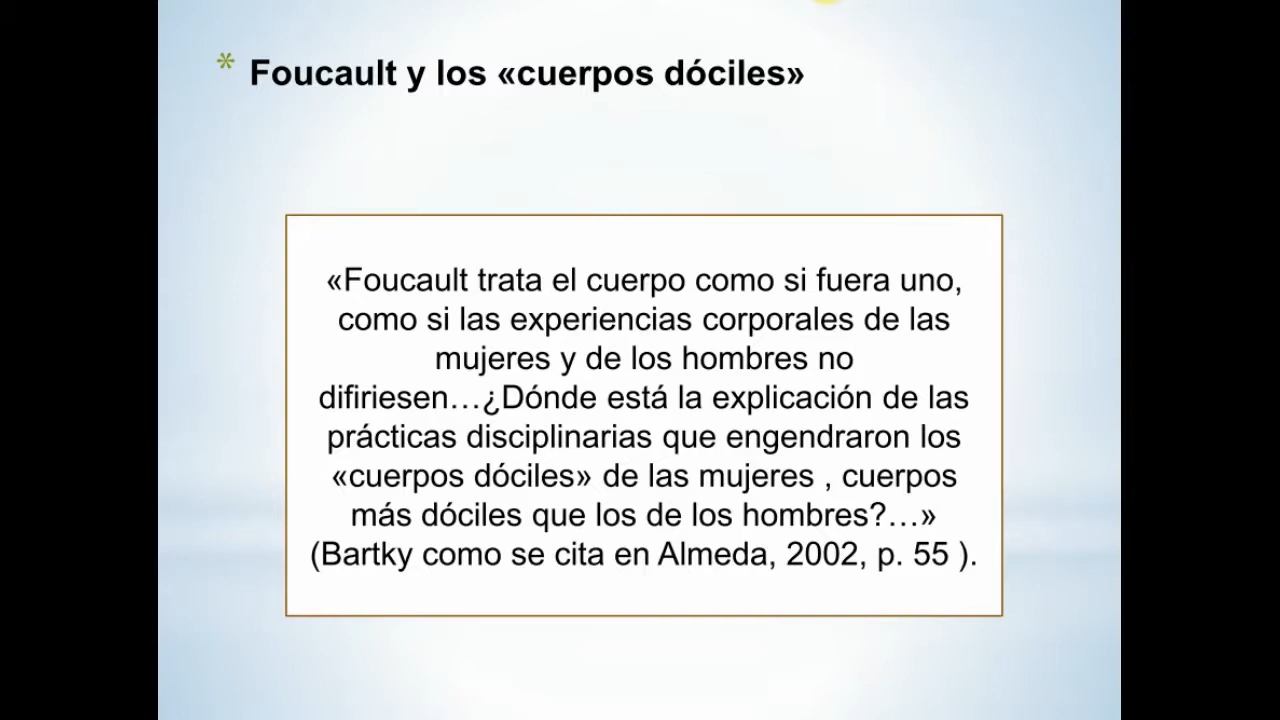 * Foucault y los «cuerpos dóciles»
«Foucault trata el cuerpo como si fuera uno,
como si las experiencias corporales de las
mujeres y de los hombres no
difiriesen…¿Dónde está la explicación de las
prácticas disciplinarias que engendraron los
«cuerpos dóciles» de las mujeres , cuerpos
más dóciles que los de los hombres?…»
(Bartky como se cita en Almeda, 2002, p. 55 ).